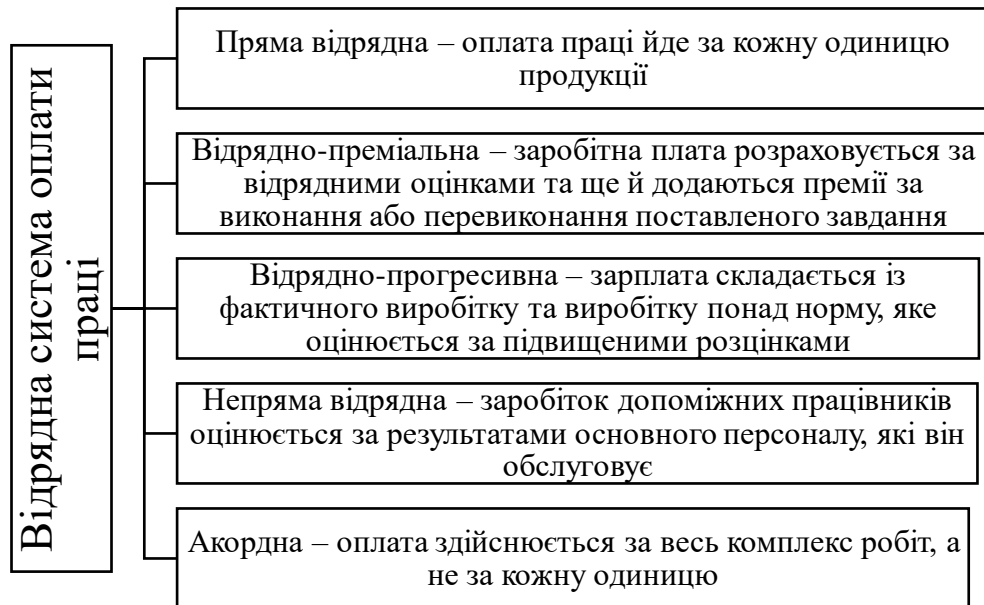 Відрядна система оплати
праці
Пряма відрядна – оплата праці йде за кожну одиницю
продукції
Відрядно-преміальна – заробітна плата розраховується за
відрядними оцінками та ще й додаються премії за
виконання або перевиконання поставленого завдання
Відрядно-прогресивна – зарплата складається із
фактичного виробітку та виробітку понад норму, яке
оцінюється за підвищеними розцінками
Непряма відрядна – заробіток допоміжних працівників
оцінюється за результатами основного персоналу, які він
обслуговує
Акордна – оплата здійснюється за весь комплекс робіт, а
не за кожну одиницю